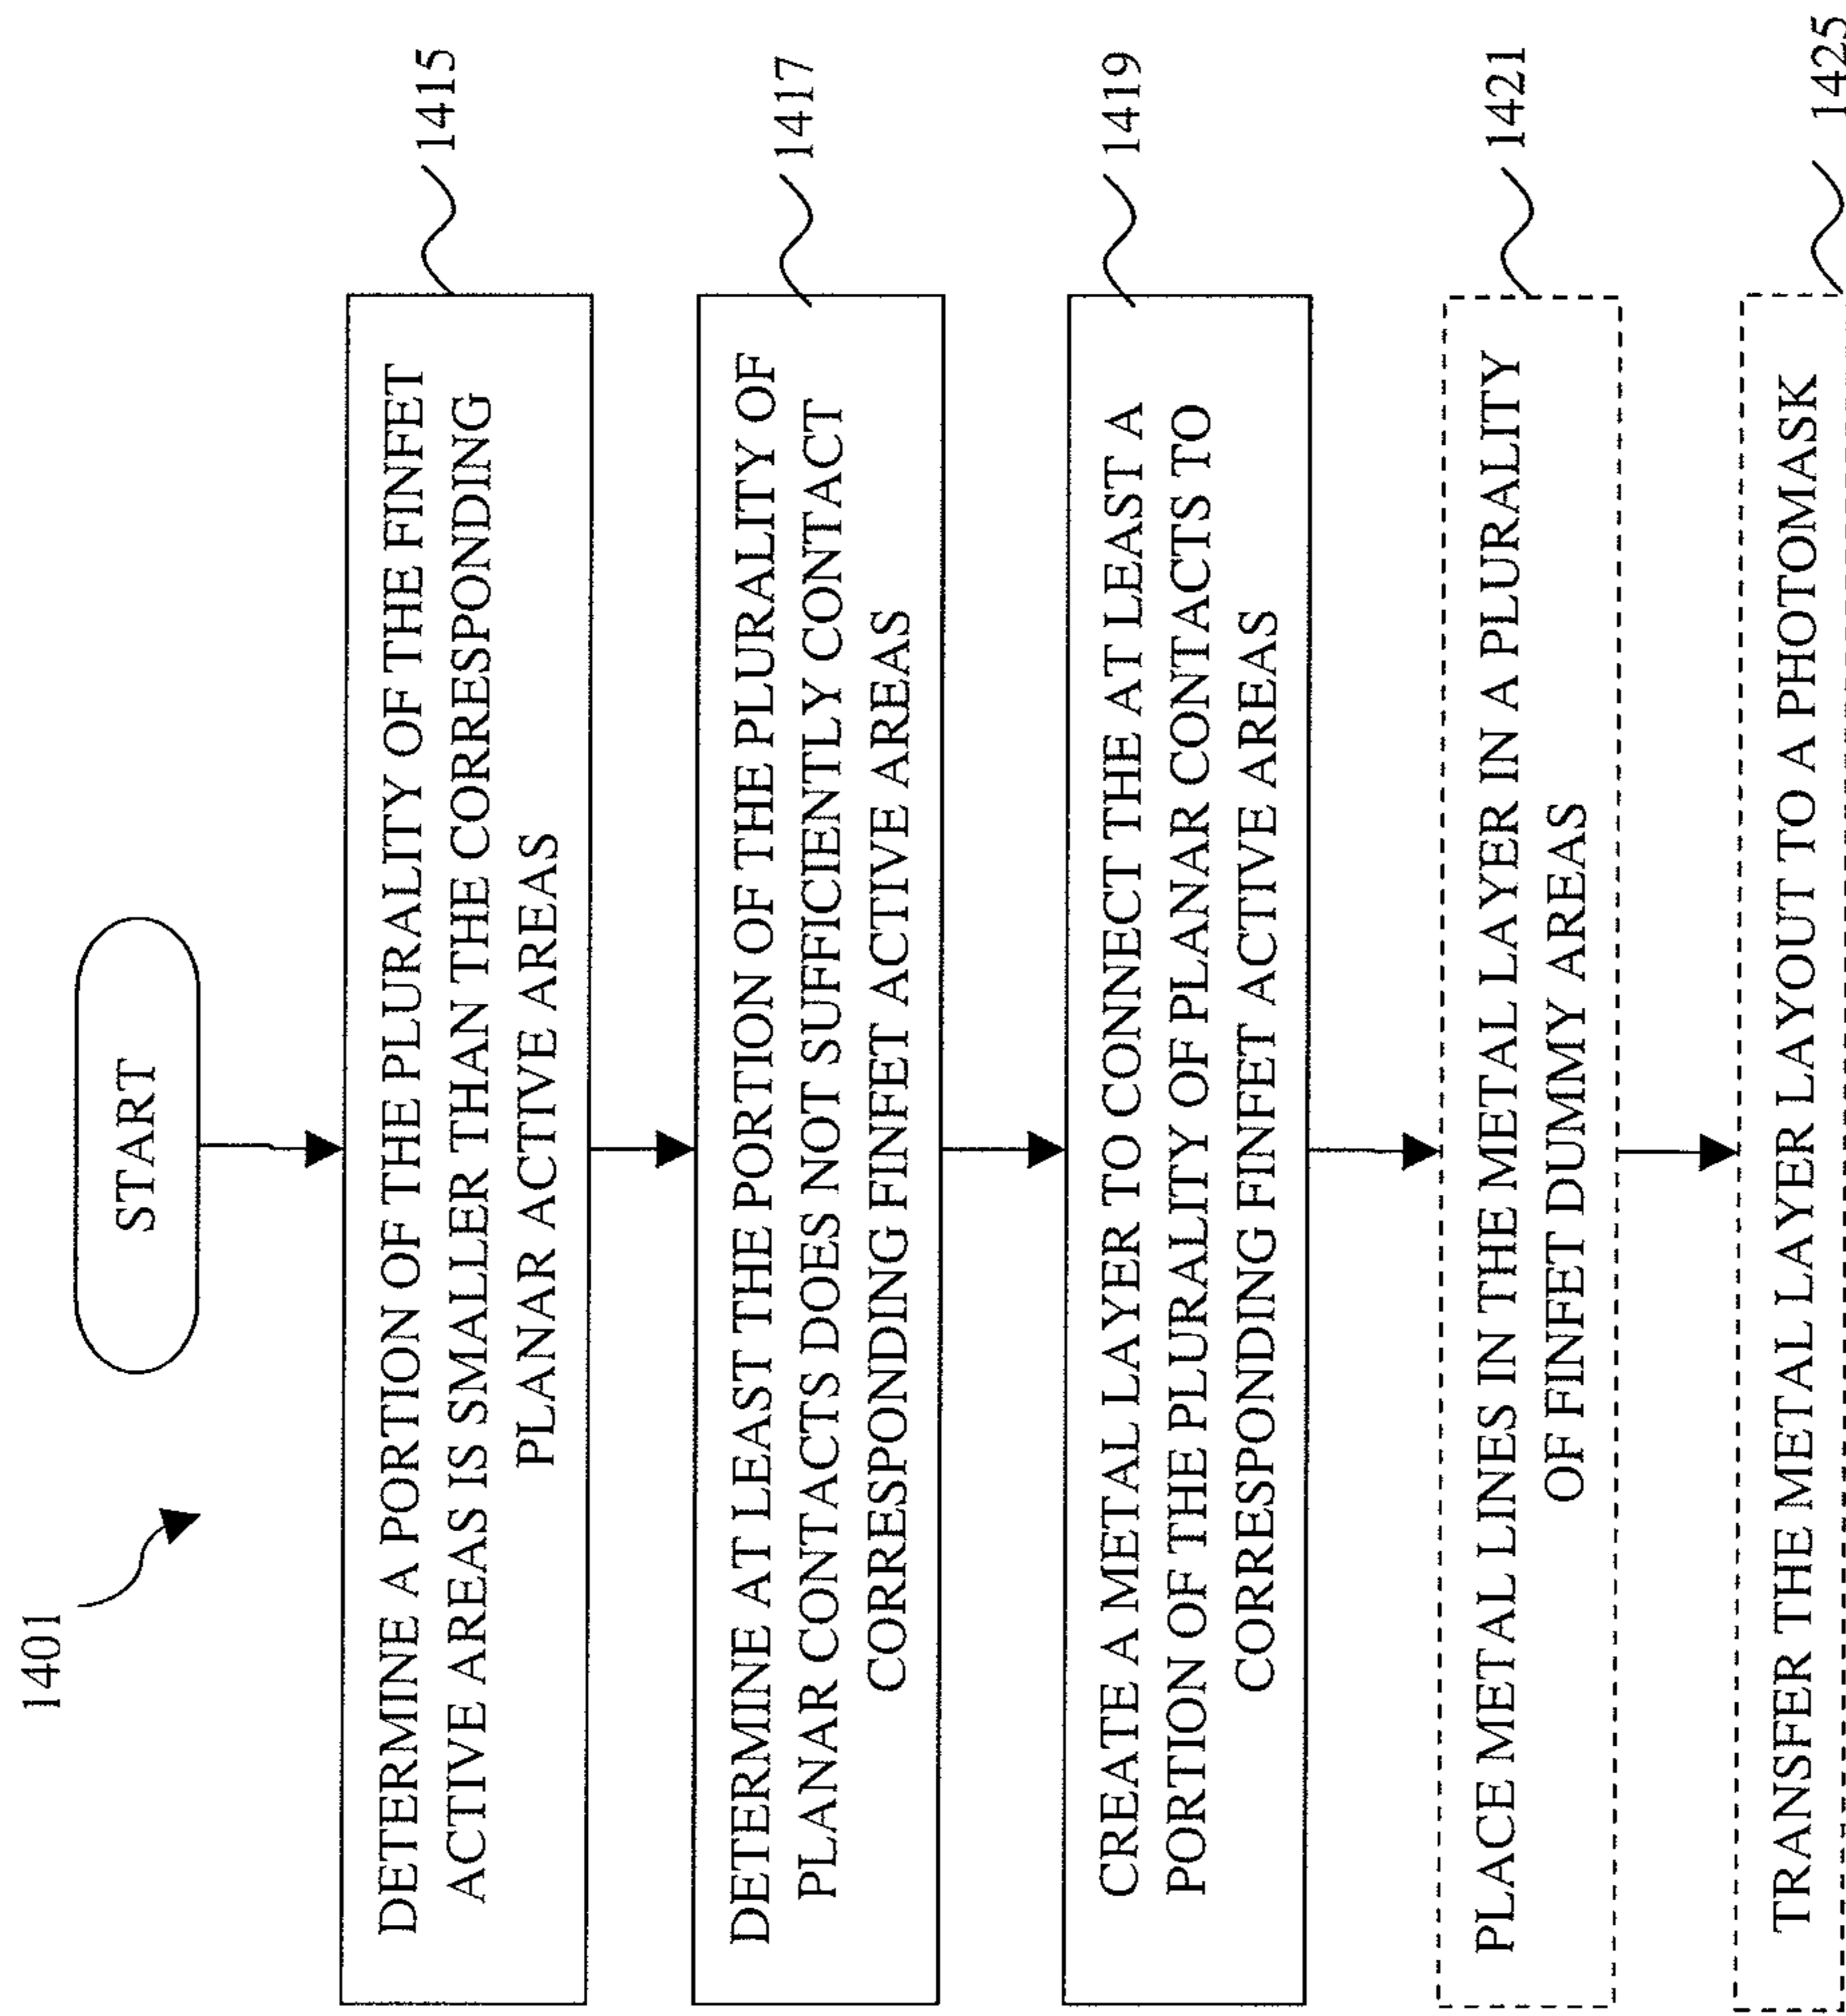 1401
START
DETERMINE A PORTION OF THE PLURALITY OF THE FINFET
ACTIVE AREAS IS SMALLER THAN THE CORRESPONDING
PLANAR ACTIVE AREAS
1415
DETERMINE AT LEAST THE PORTION OF THE PLURALITY OF
PLANAR CONTACTS DOES NOT SUFFICIENTLY CONTACT
CORRESPONDING FINFET ACTIVE AREAS
1417
CREATE A METAL LAYER TO CONNECT THE AT LEAST A
PORTION OF THE PLURALITY OF PLANAR CONTACTS TO
CORRESPONDING FINFET ACTIVE AREAS
1419
PLACE METAL LINES IN THE METAL LAYER IN A PLURALITY
OF FINFET DUMMY AREAS
1421
TRANSFER THE METAL LAYER LAYOUT TO A PHOTOMASK
1425